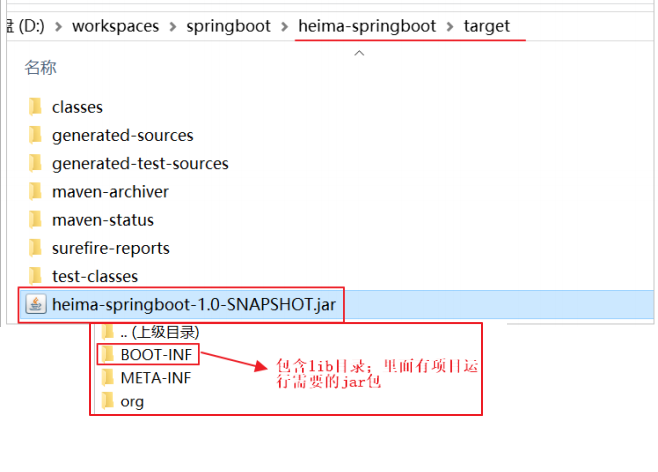 盘 (D:) > workspaces > springboot > heima-springboot > target
名称
classes
generated-sources
generated-test-sources
maven-archiver
maven-status
surefire-reports
test-classes
heima-springboot-1.0-SNAPSHOT.jar
.. (上级目录)
BOOT-INF
META-INF
org
包含lib目录；里面有项目运
行需要的jar包